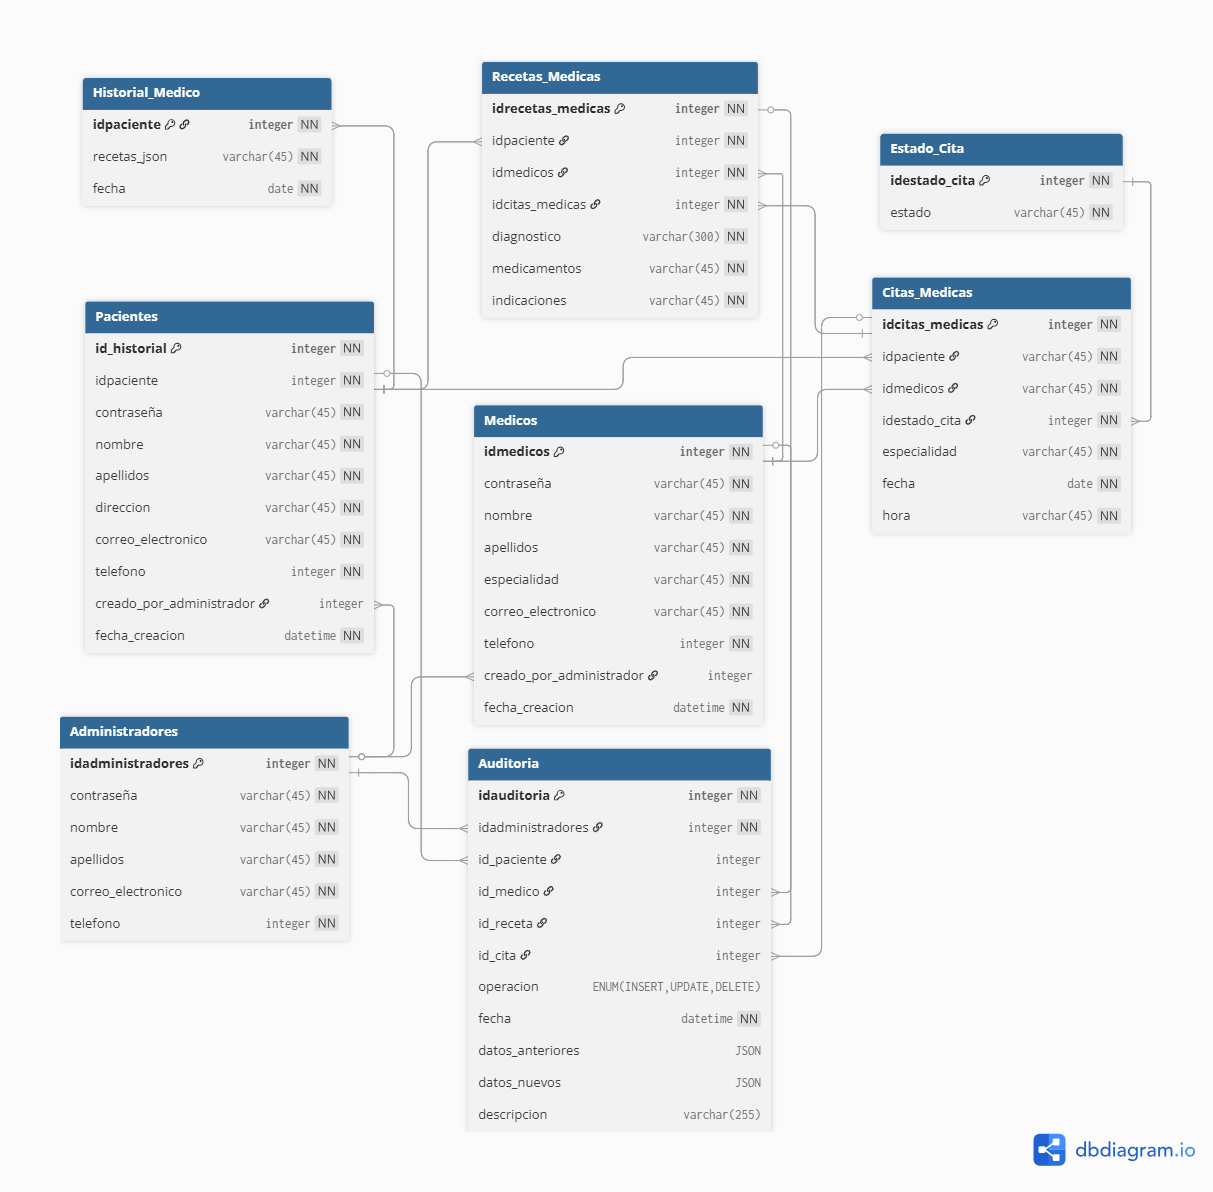 Historial_Medico
idpaciente integer NN
recetas_json varchar(45) NN
fecha date NN
Recetas_Medicas
idrecetas_medicas integer NN
idpaciente integer NN
idmedicos integer NN
idcitas_medicas integer NN
diagnostico varchar(300) NN
medicamentos varchar(45) NN
indicaciones varchar(45) NN
Estado_Cita
idestado_cita integer NN
estado varchar(45) NN
Citas_Medicas
idcitas_medicas integer NN
idpaciente varchar(45) NN
idmedicos varchar(45) NN
idestado_cita integer NN
especialidad varchar(45) NN
fecha date NN
hora varchar(45) NN
Pacientes
id_historial integer NN
idpaciente integer NN
contraseña varchar(45) NN
nombre varchar(45) NN
apellidos varchar(45) NN
direccion varchar(45) NN
correo_electronico varchar(45) NN
telefono integer NN
creado_por_administrador integer
fecha_creacion datetime NN
Medicos
idmedicos integer NN
contraseña varchar(45) NN
nombre varchar(45) NN
apellidos varchar(45) NN
especialidad varchar(45) NN
correo_electronico varchar(45) NN
telefono integer NN
creado_por_administrador integer
fecha_creacion datetime NN
Administradores
idadministradores integer NN
contraseña varchar(45) NN
nombre varchar(45) NN
apellidos varchar(45) NN
correo_electronico varchar(45) NN
telefono integer NN
Auditoria
idauditoria integer NN
idadministradores integer NN
id_paciente integer
id_medico integer
id_receta integer
id_cita integer
operacion ENUM(INSERT,UPDATE,DELETE)
fecha datetime NN
datos_anteriores JSON
datos_nuevos JSON
descripcion varchar(255)
dbdiagram.io